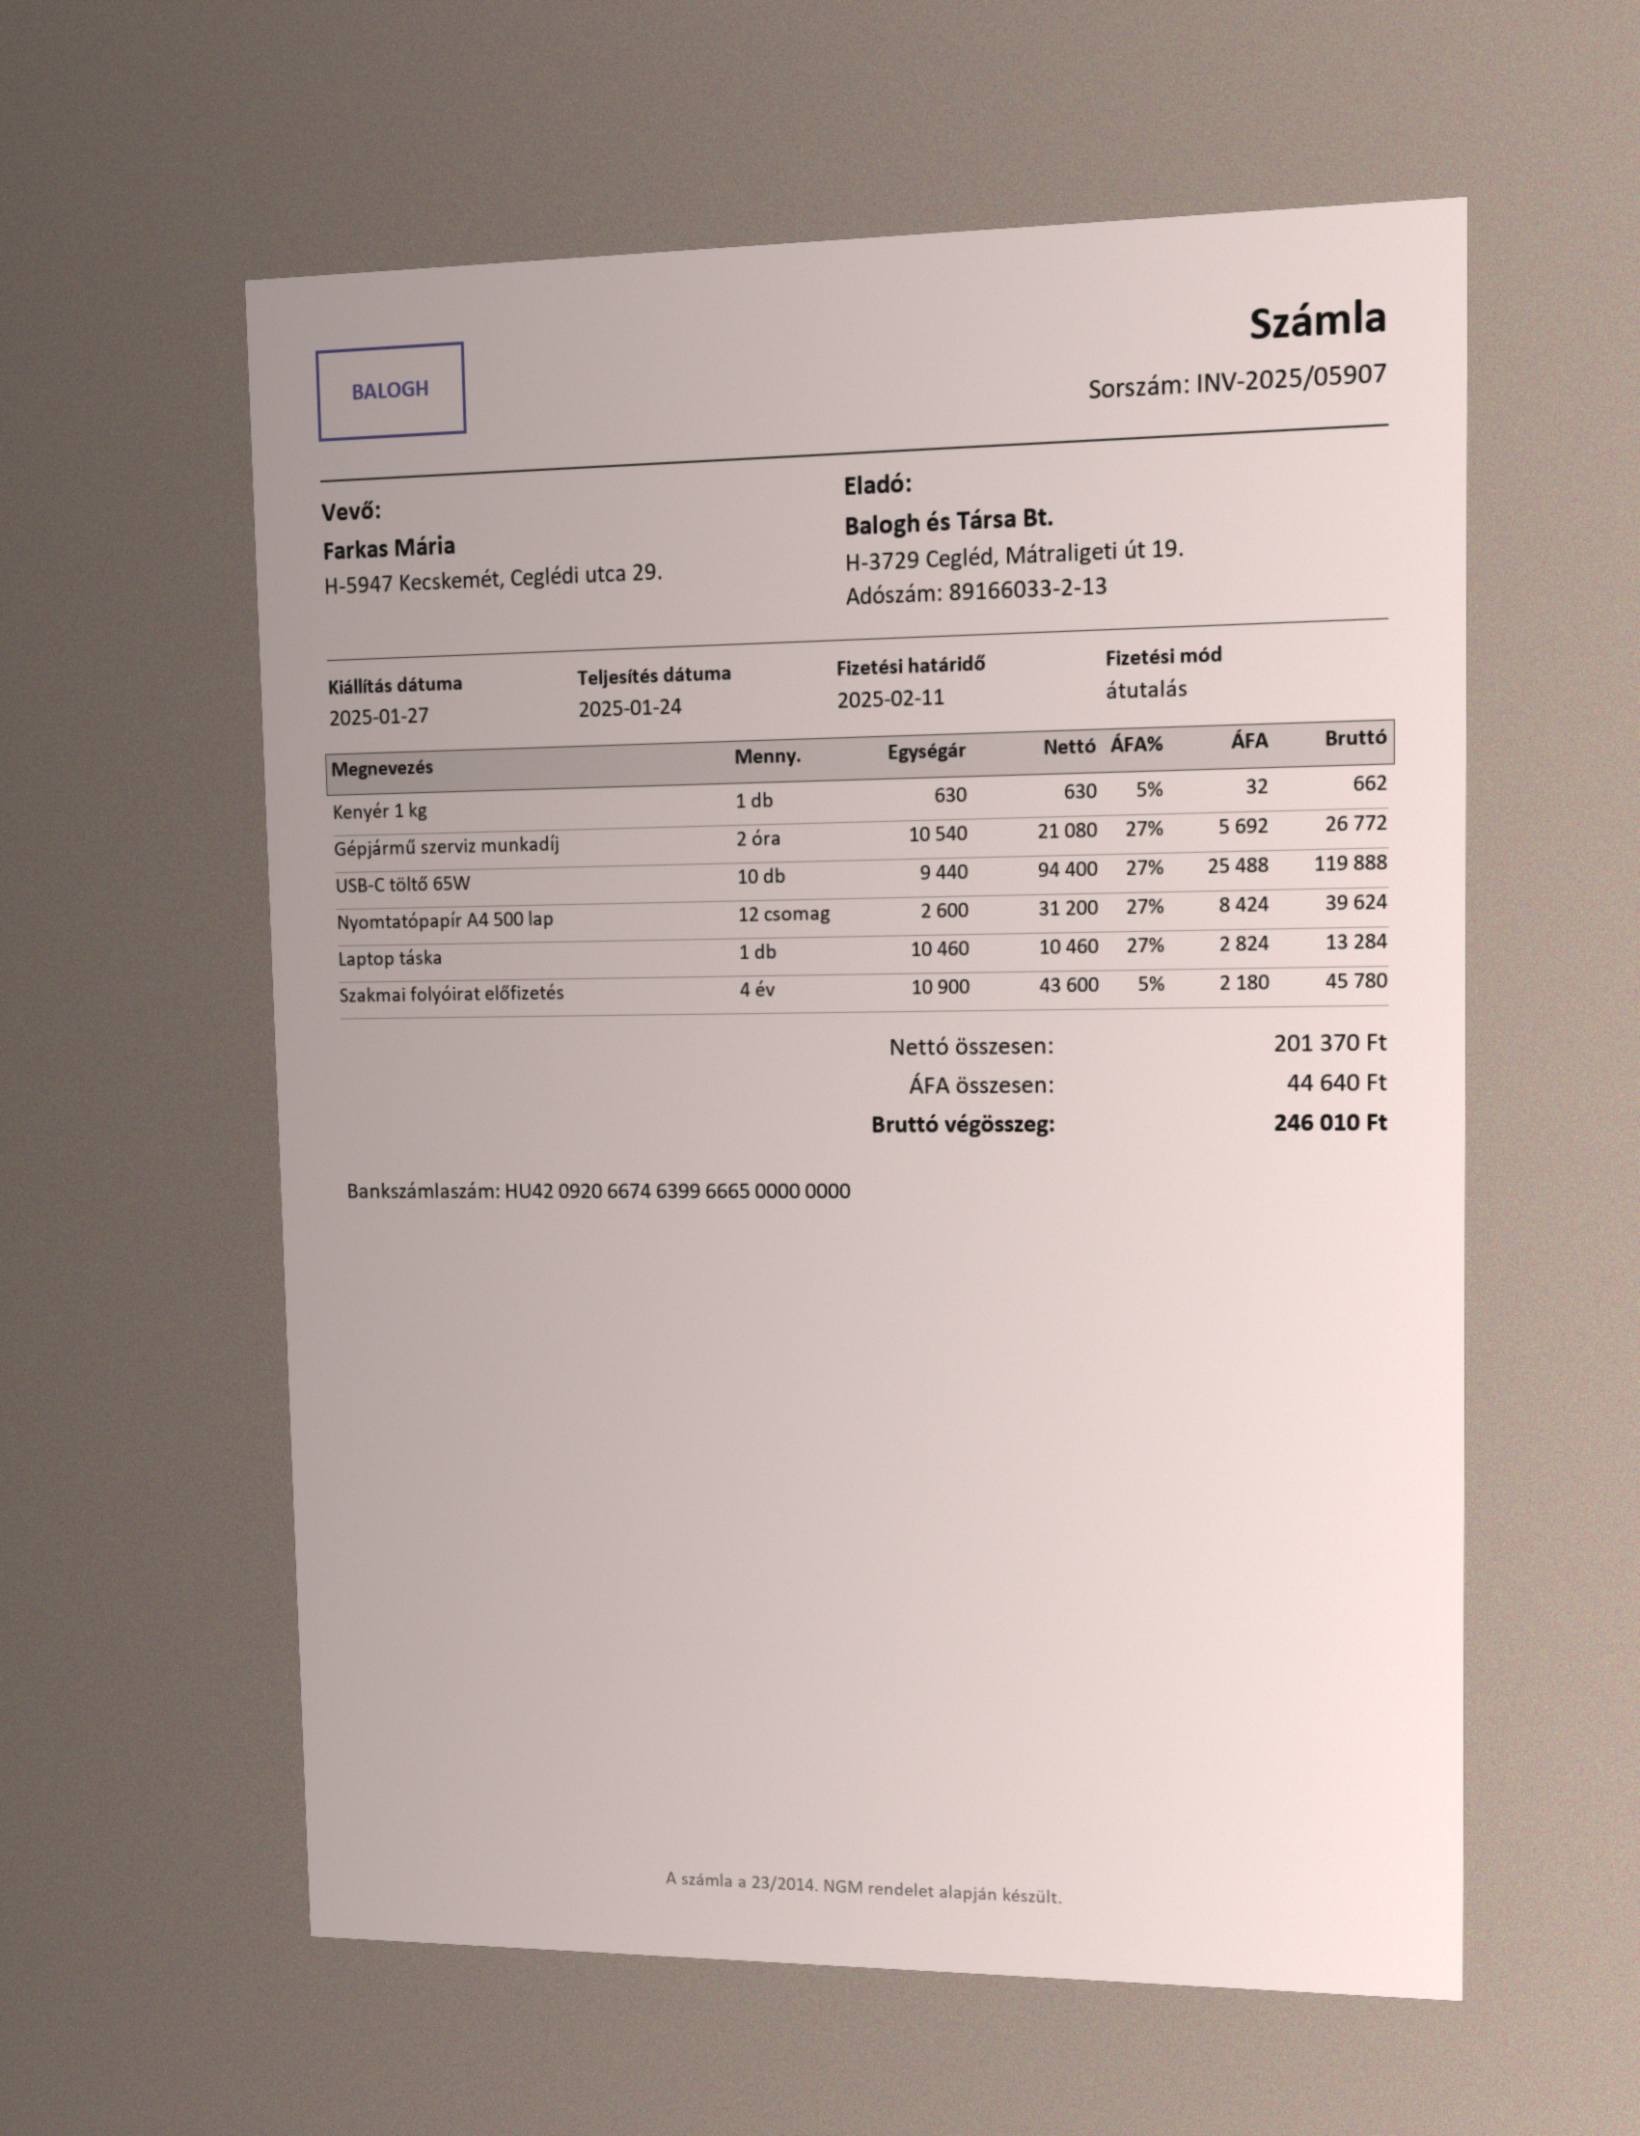 BALOGH
Számla
Sorszám: INV-2025/05907
Vevő:
Farkas Mária
H-5947 Kecskemét, Ceglédi utca 29.
Eladó:
Balogh és Társa Bt.
H-3729 Cegléd, Mátraligeti út 19.
Adószám: 89166033-2-13
Kiállítás dátuma Teljesítés dátuma Fizetési határidő Fizetési mód
2025-01-27 2025-01-24 2025-02-11 átutalás
Megnevezés Menny. Egységár Nettó ÁFA% ÁFA Bruttó
Kenyér 1 kg 1 db 630 630 5% 32 662
Gépjármű szerviz munkadíj 2 óra 10 540 21 080 27% 5 692 26 772
USB-C töltő 65W 10 db 9 440 94 400 27% 25 488 119 888
Nyomtatópapír A4 500 lap 12 csomag 2 600 31 200 27% 8 424 39 624
Laptop táska 1 db 10 460 10 460 27% 2 824 13 284
Szakmai folyóirat előfizetés 4 év 10 900 43 600 5% 2 180 45 780
Nettó összesen: 201 370 Ft
ÁFA összesen: 44 640 Ft
Bruttó végösszeg: 246 010 Ft
Bankszámlaszám: HU42 0920 6674 6399 6665 0000 0000
A számla a 23/2014. NGM rendelet alapján készült.